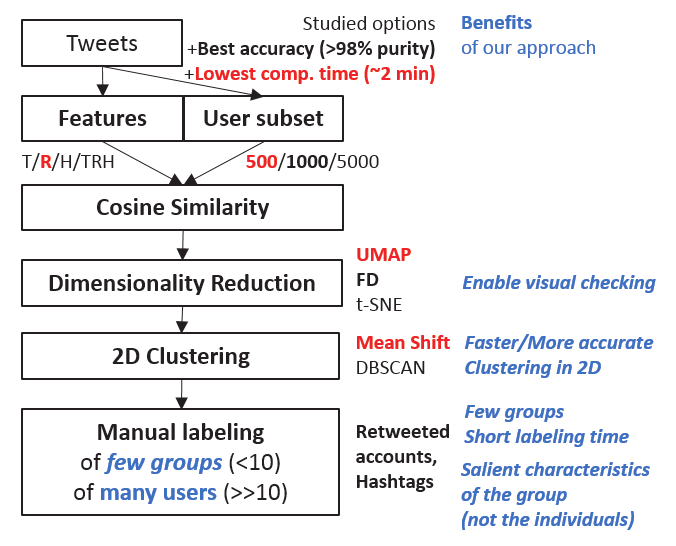 Tweets
Studied options
+Best accuracy (>98% purity)
+Lowest comp. time (~2 min)
Benefits
of our approach
Features
User subset
T/R/H/TRH
500/1000/5000
Cosine Similarity
Dimensionality Reduction
UMAP
FD
t-SNE
Enable visual checking
2D Clustering
Mean Shift
DBSCAN
Faster/More accurate
Clustering in 2D
Manual labeling
of few groups (<10)
of many users (>>10)
Retweeted
accounts,
Hashtags
Few groups
Short labeling time
Salient characteristics
of the group
(not the individuals)